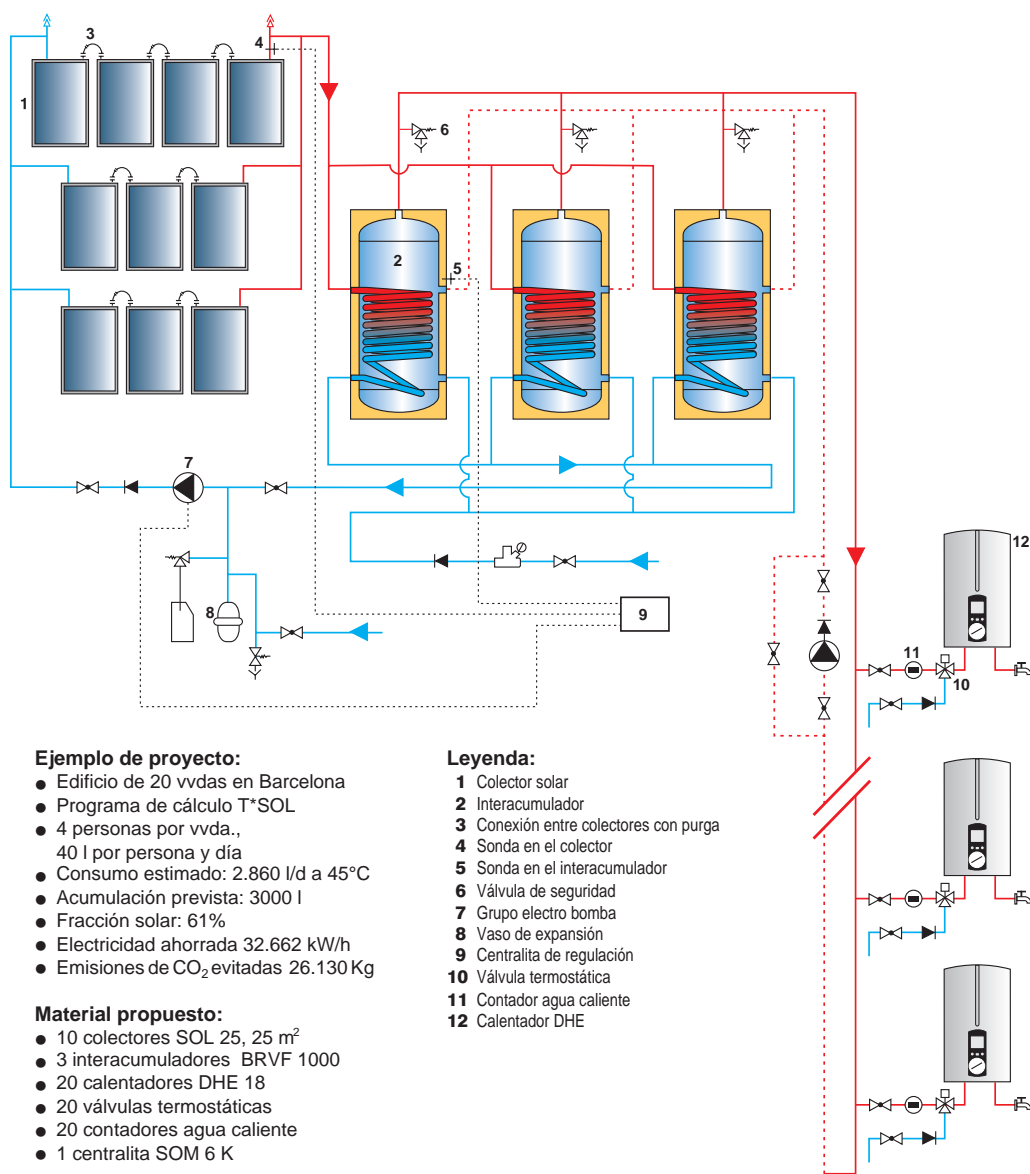 3
4
1
6
2
5
7
8
9
12
11
10
Ejemplo de proyecto:
● Edificio de 20 vvdas en Barcelona
● Programa de cálculo T*SOL
● 4 personas por vvda.,
40 l por persona y día
● Consumo estimado: 2.860 l/d a 45°C
● Acumulación prevista: 3000 l
● Fracción solar: 61%
● Electricidad ahorrada 32.662 kW/h
● Emisiones de CO₂ evitadas 26.130 Kg
Material propuesto:
● 10 colectores SOL 25, 25 m²
● 3 interacumuladores BRVF 1000
● 20 calentadores DHE 18
● 20 válvulas termostáticas
● 20 contadores agua caliente
● 1 centralita SOM 6 K
Leyenda:
1 Colector solar
2 Interacumulador
3 Conexión entre colectores con purga
4 Sonda en el colector
5 Sonda en el interacumulador
6 Válvula de seguridad
7 Grupo electro bomba
8 Vaso de expansión
9 Centralita de regulación
10 Válvula termostática
11 Contador agua caliente
12 Calentador DHE